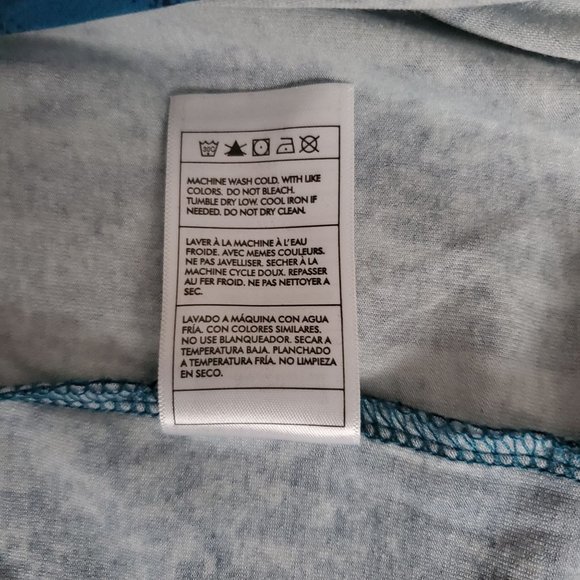 30C
MACHINE WASH COLD. WITH LIKE
COLORS. DO NOT BLEACH.
TUMBLE DRY LOW. COOL IRON IF
NEEDED. DO NOT DRY CLEAN.
LAVER À LA MACHINE À L'EAU
FROIDE. AVEC MEMES COULEURS.
NE PAS JAVELLISER. SECHER À LA
MACHINE CYCLE DOUX. REPASSER
AU FER FROID. NE PAS NETTOYER A
SEC.
LAVADO A MÁQUINA CON AGUA
FRÍA. CON COLORES SIMILARES.
NO USE BLANQUEADOR. SECAR A
TEMPERATURA BAJA. PLANCHADO
A TEMPERATURA FRÍA. NO LIMPIEZA
EN SECO.